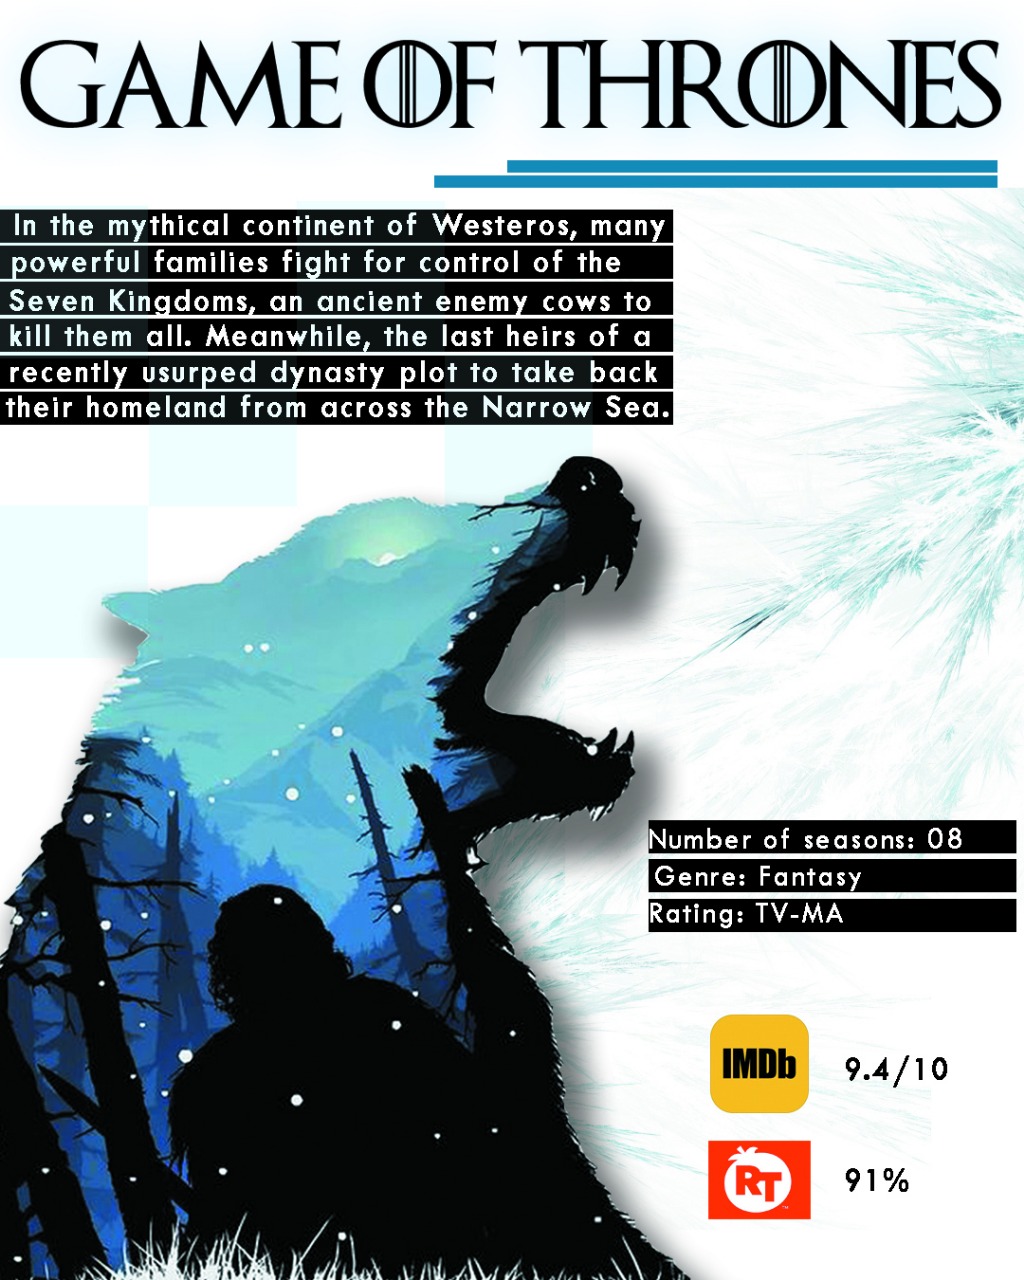 GAME OF THRONES
In the mythical continent of Westeros, many
powerful families fight for control of the
Seven Kingdoms, an ancient enemy cows to
kill them all. Meanwhile, the last heirs of a
recently usurped dynasty plot to take back
their homeland from across the Narrow Sea.
Number of seasons: 08
Genre: Fantasy
Rating: TV-MA
IMDb 9.4/10
RT 91%